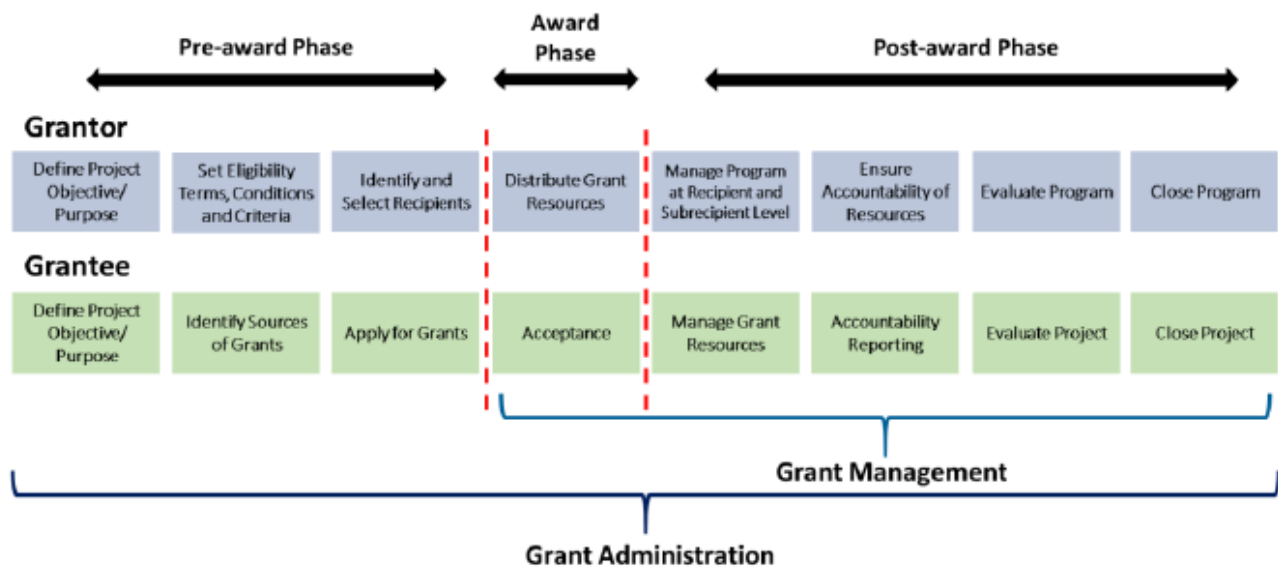 Pre-award Phase
Award
Phase
Post-award Phase
Grantor
Define Project
Objective/
Purpose
Set Eligibility
Terms, Conditions
and Criteria
Identify and
Select Recipients
Distribute Grant
Resources
Manage Program
at Recipient and
Subrecipient Level
Ensure
Accountability of
Resources
Evaluate Program
Close Program
Grantee
Define Project
Objective/
Purpose
Identify Sources
of Grants
Apply for Grants
Acceptance
Manage Grant
Resources
Accountability
Reporting
Evaluate Project
Close Project
Grant Management
Grant Administration